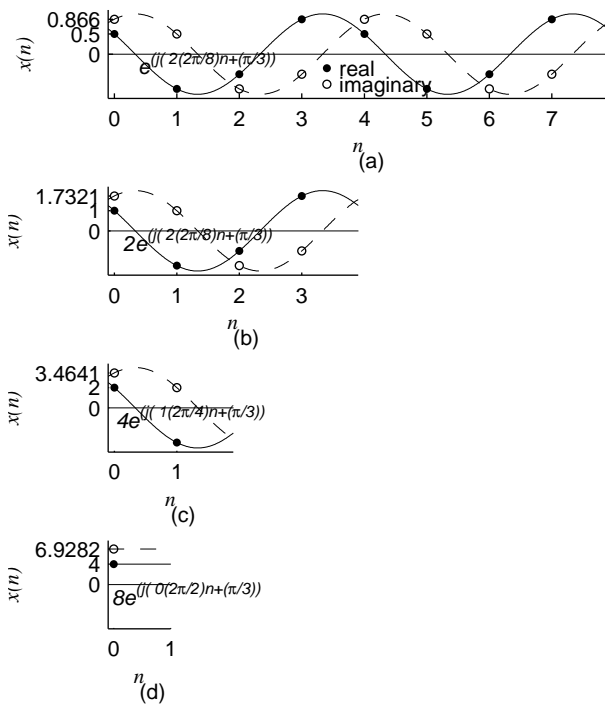 x(n)
0.866
0.5
0
e^(j( 2(2π/8)n+(π/3))
real
imaginary
0 1 2 3 4 5 6 7
n
(a)
x(n)
1.7321
1
0
2e^(j( 2(2π/8)n+(π/3))
0 1 2 3
n
(b)
x(n)
3.4641
2
0
4e^(j( 1(2π/4)n+(π/3))
0 1
n
(c)
x(n)
6.9282
4
0
8e^(j( 0(2π/2)n+(π/3))
0 1
n
(d)